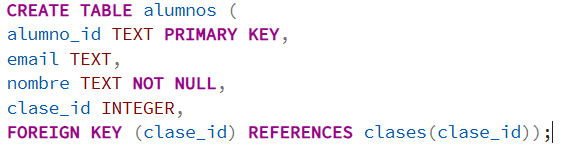 CREATE TABLE alumnos (
alumno_id TEXT PRIMARY KEY,
email TEXT,
nombre TEXT NOT NULL,
clase_id INTEGER,
FOREIGN KEY (clase_id) REFERENCES clases(clase_id));